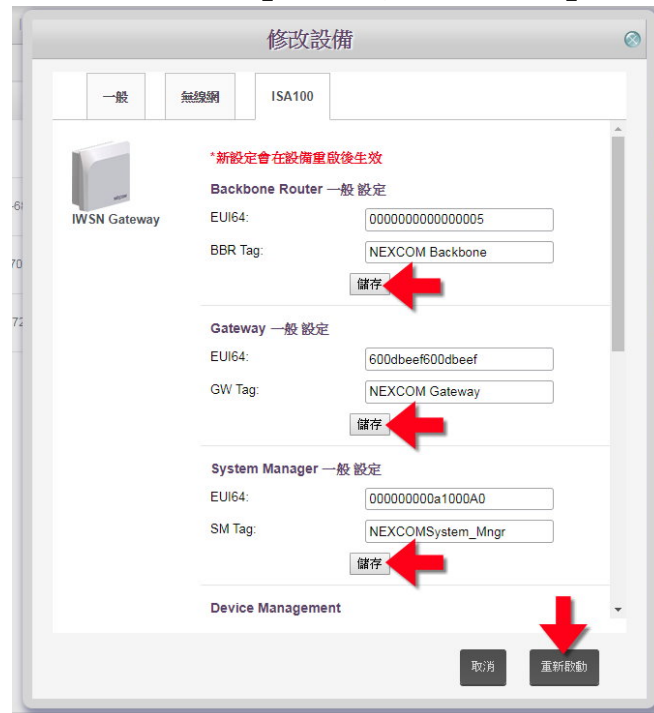 修改設備
一般
無線網
ISA100
*新設定會在設備重啟後生效
IWSN Gateway
Backbone Router 一般 設定
EUI64:
0000000000000005
BBR Tag:
NEXCOM Backbone
儲存
Gateway 一般 設定
EUI64:
600dbeef600dbeef
GW Tag:
NEXCOM Gateway
儲存
System Manager 一般 設定
EUI64:
000000000a1000A0
SM Tag:
NEXCOMSystem_Mngr
儲存
Device Management
取消
重新啟動